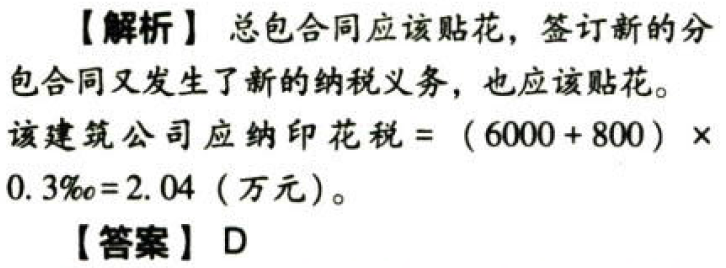 【解析】 总包合同应该贴花，签订新的分
包合同又发生了新的纳税义务，也应该贴花。
该建筑公司应纳印花税 = （6000 + 800） ×
0.3‰ = 2.04 （万元）。
【答案】 D